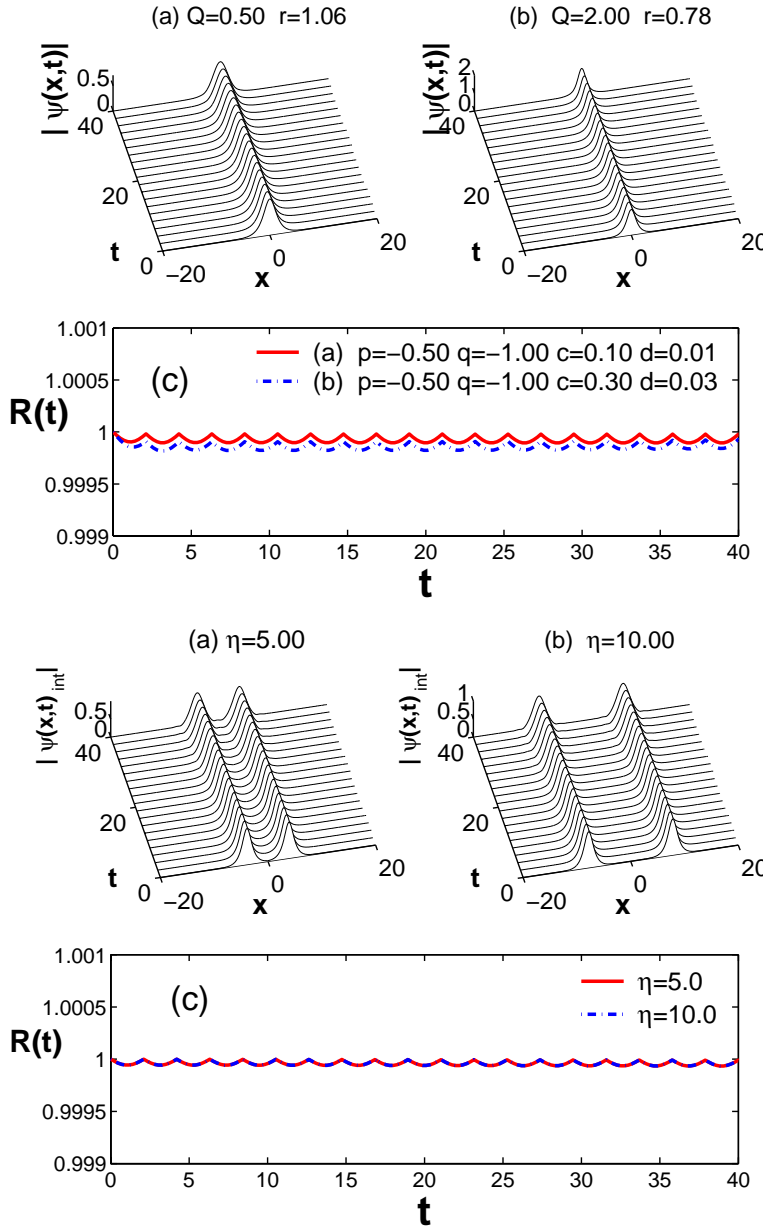 (a) Q=0.50 r=1.06
(b) Q=2.00 r=0.78
| ψ(x,t)|
0.5
0
40
20
0
t
−20
0
20
x
| ψ(x,t)|
2
1
0
40
20
0
t
−20
0
20
x
1.001
1.0005
1
0.9995
0.999
R(t)
(c)
(a) p=−0.50 q=−1.00 c=0.10 d=0.01
(b) p=−0.50 q=−1.00 c=0.30 d=0.03
0 5 10 15 20 25 30 35 40
t
(a) η=5.00
(b) η=10.00
| ψ(x,t)int|
0.5
0
40
20
0
t
−20
0
20
x
| ψ(x,t)int|
1
0.5
0
40
20
0
t
−20
0
20
x
1.001
1.0005
1
0.9995
0.999
R(t)
(c)
η=5.0
η=10.0
0 5 10 15 20 25 30 35 40
t